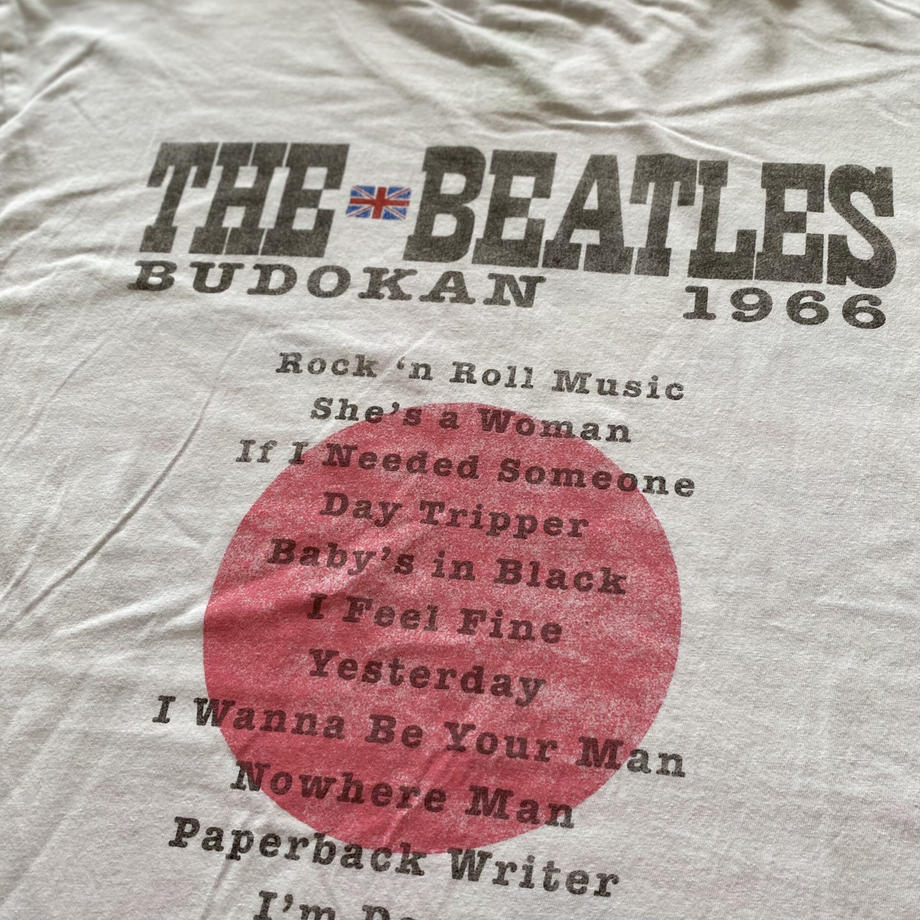 THE BEATLES
BUDOKAN 1966
Rock ‘n Roll Music
She’s a Woman
If I Needed Someone
Day Tripper
Baby’s in Black
I Feel Fine
Yesterday
I Wanna Be Your Man
Nowhere Man
Paperback Writer
I’m